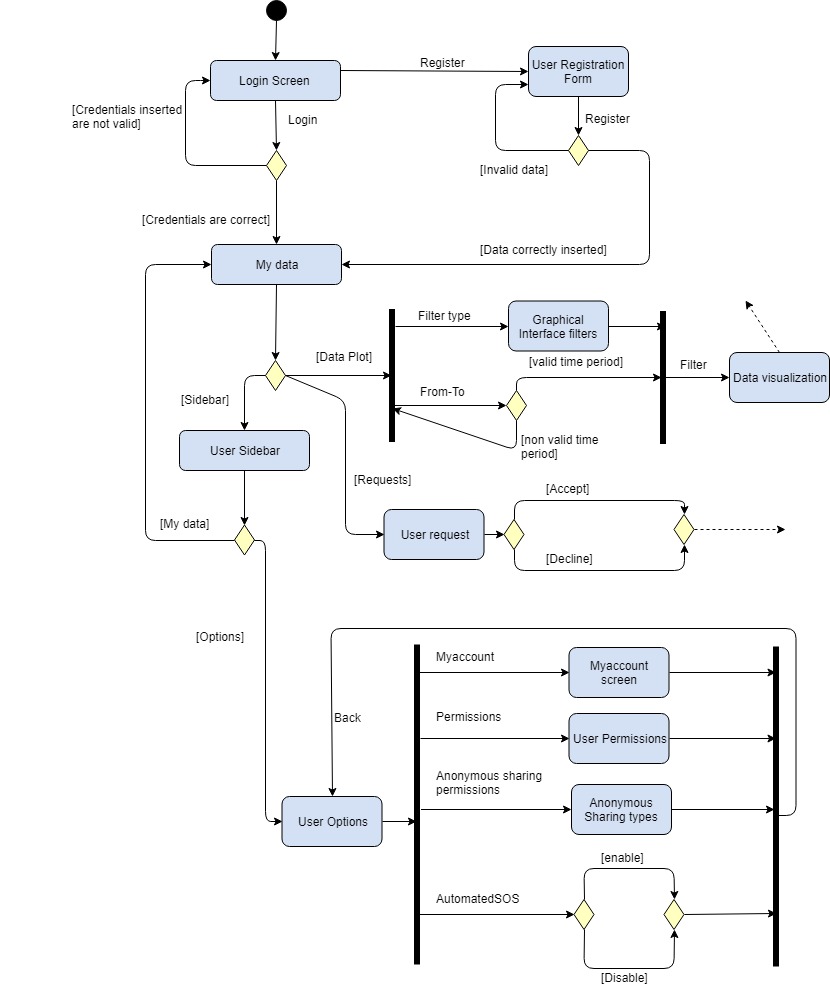 Login Screen
Register
User Registration
Form
[Credentials inserted
are not valid]
Login
Register
[Invalid data]
[Credentials are correct]
[Data correctly inserted]
My data
Filter type
Graphical
Interface filters
[Data Plot]
[valid time period]
Filter
Data visualization
[Sidebar]
From-To
[non valid time
period]
User Sidebar
[Requests]
[Accept]
[My data]
User request
[Decline]
[Options]
Myaccount
Myaccount
screen
Back
Permissions
User Permissions
Anonymous sharing
permissions
Anonymous
Sharing types
User Options
[enable]
AutomatedSOS
[Disable]